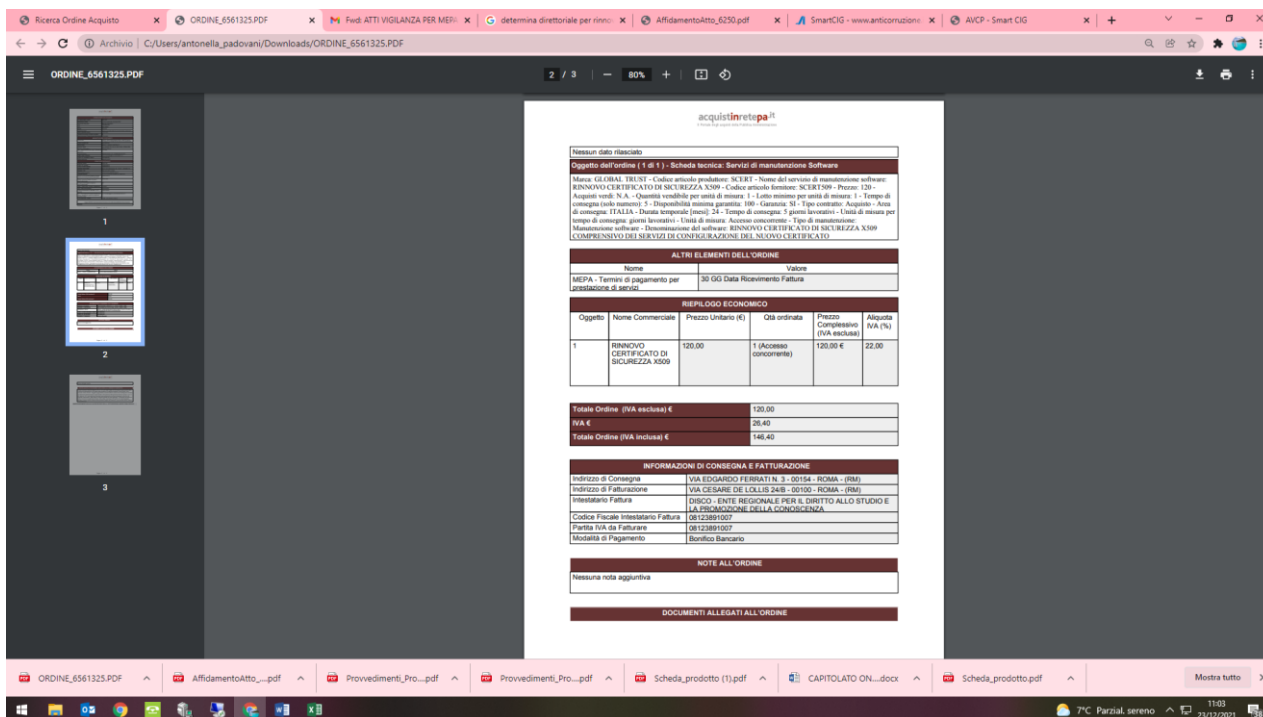 Ricerca Ordine Acquisto
ORDINE_6561325.PDF
Fwd: ATTI VIGILANZA PER MEPA
determina direttoriale per rinno
AffidamentoAtto_6250.pdf
SmartCIG - www.anticorruzione
AVCP - Smart CIG
Archivio | C:/Users/antonella_padovani/Downloads/ORDINE_6561325.PDF
ORDINE_6561325.PDF
2 / 3 | − 80% +
1
2
3
acquistinretepa.it
Nessun dato rilasciato
Oggetto dell'ordine ( 1 di 1 ) - Scheda tecnica: Servizi di manutenzione Software
Marca: GLOBAL TRUST - Codice articolo produttore: SCERT - Nome del servizio di manutenzione software:
RINNOVO CERTIFICATO DI SICUREZZA X509 - Codice articolo fornitore: SCERT509 - Prezzo: 120 -
Acquisti verdi: N.A. - Quantità vendibile per unità di misura: 1 - Lotto minimo per unità di misura: 1 - Tempo di
consegna (solo numero): 5 - Disponibilità minima garantita: 100 - Garanzia: SI - Tipo contratto: Acquisto - Area
di consegna: ITALIA - Durata temporale [mesi]: 24 - Tempo di consegna: 5 giorni lavorativi - Unità di misura per
tempo di consegna: giorni lavorativi - Unità di misura: Accesso concorrente - Tipo di manutenzione:
Manutenzione software - Denominazione del software: RINNOVO CERTIFICATO DI SICUREZZA X509
COMPRENSIVO DEI SERVIZI DI CONFIGURAZIONE DEL NUOVO CERTIFICATO
ALTRI ELEMENTI DELL'ORDINE
Nome Valore
MEPA - Termini di pagamento per 30 GG Data Ricevimento Fattura
prestazione di servizi
RIEPILOGO ECONOMICO
Oggetto Nome Commerciale Prezzo Unitario (€) Qtà ordinata Prezzo Aliquota
Complessivo IVA (%)
(IVA esclusa)
1 RINNOVO 120,00 1 (Accesso 120,00 € 22,00
CERTIFICATO DI concorrente)
SICUREZZA X509
Totale Ordine (IVA esclusa) € 120,00
IVA € 26,40
Totale Ordine (IVA inclusa) € 146,40
INFORMAZIONI DI CONSEGNA E FATTURAZIONE
Indirizzo di Consegna VIA EDGARDO FERRATI N. 3 - 00154 - ROMA - (RM)
Indirizzo di Fatturazione VIA CESARE DE LOLLIS 24/B - 00100 - ROMA - (RM)
Intestatario Fattura DISCO - ENTE REGIONALE PER IL DIRITTO ALLO STUDIO E
LA PROMOZIONE DELLA CONOSCENZA
Codice Fiscale Intestatario Fattura 08123891007
Partita IVA da Fatturare 08123891007
Modalità di Pagamento Bonifico Bancario
NOTE ALL'ORDINE
Nessuna nota aggiuntiva
DOCUMENTI ALLEGATI ALL'ORDINE
ORDINE_6561325.PDF
AffidamentoAtto_....pdf
Provvedimenti_Pro....pdf
Provvedimenti_Pro....pdf
Scheda_prodotto (1).pdf
CAPITOLATO ON....docx
Scheda_prodotto.pdf
Mostra tutto
7°C Parzial. sereno
11:03
23/12/2021